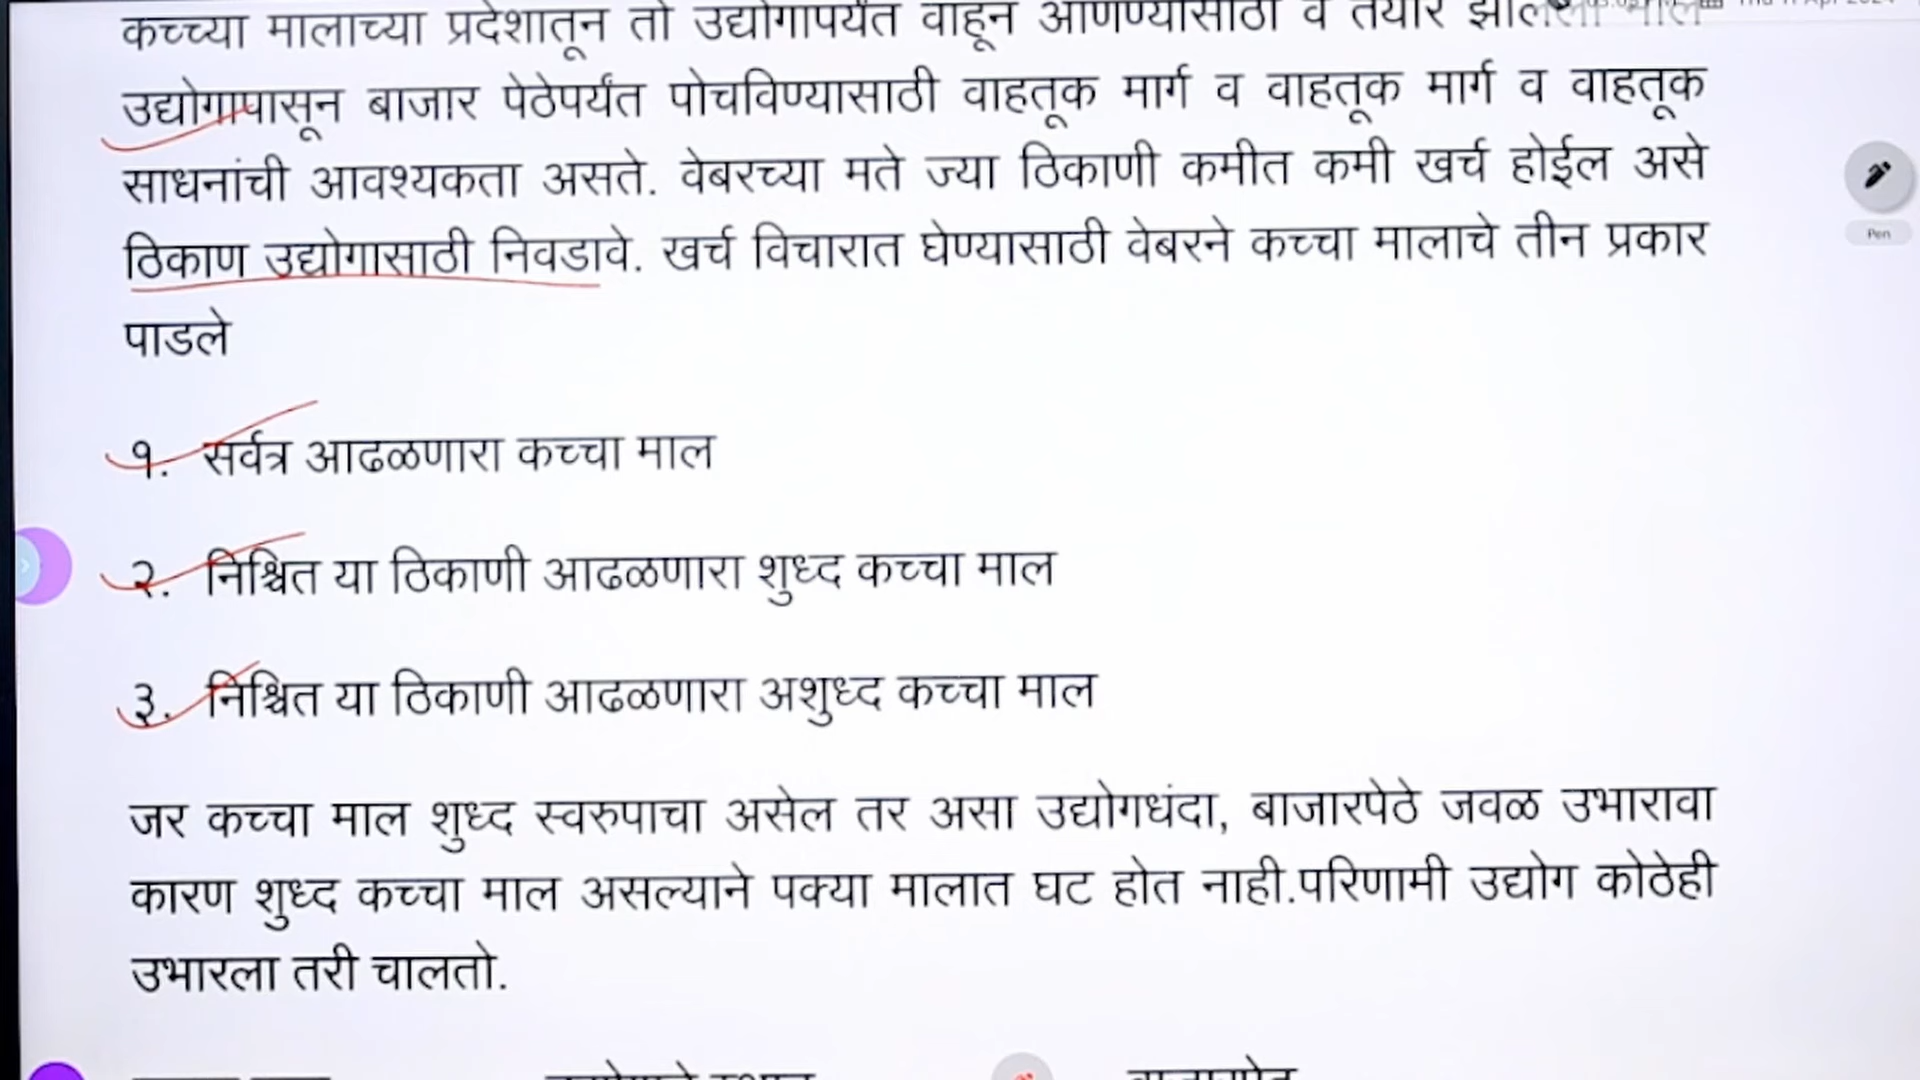 कच्च्या मालाच्या प्रदेशातून तो उद्योगापर्यंत वाहून आणण्यासाठी व तयार झालेला माल
उद्योगापासून बाजार पेठेपर्यंत पोचविण्यासाठी वाहतूक मार्ग व वाहतूक मार्ग व वाहतूक
साधनांची आवश्यकता असते. वेबरच्या मते ज्या ठिकाणी कमीत कमी खर्च होईल असे
ठिकाण उद्योगासाठी निवडावे. खर्च विचारात घेण्यासाठी वेबरने कच्चा मालाचे तीन प्रकार
पाडले
१. सर्वत्र आढळणारा कच्चा माल
२. निश्चित या ठिकाणी आढळणारा शुध्द कच्चा माल
३. निश्चित या ठिकाणी आढळणारा अशुध्द कच्चा माल
जर कच्चा माल शुध्द स्वरुपाचा असेल तर असा उद्योगधंदा, बाजारपेठे जवळ उभारावा
कारण शुध्द कच्चा माल असल्याने पक्या मालात घट होत नाही.परिणामी उद्योग कोठेही
उभारला तरी चालतो.
Pen